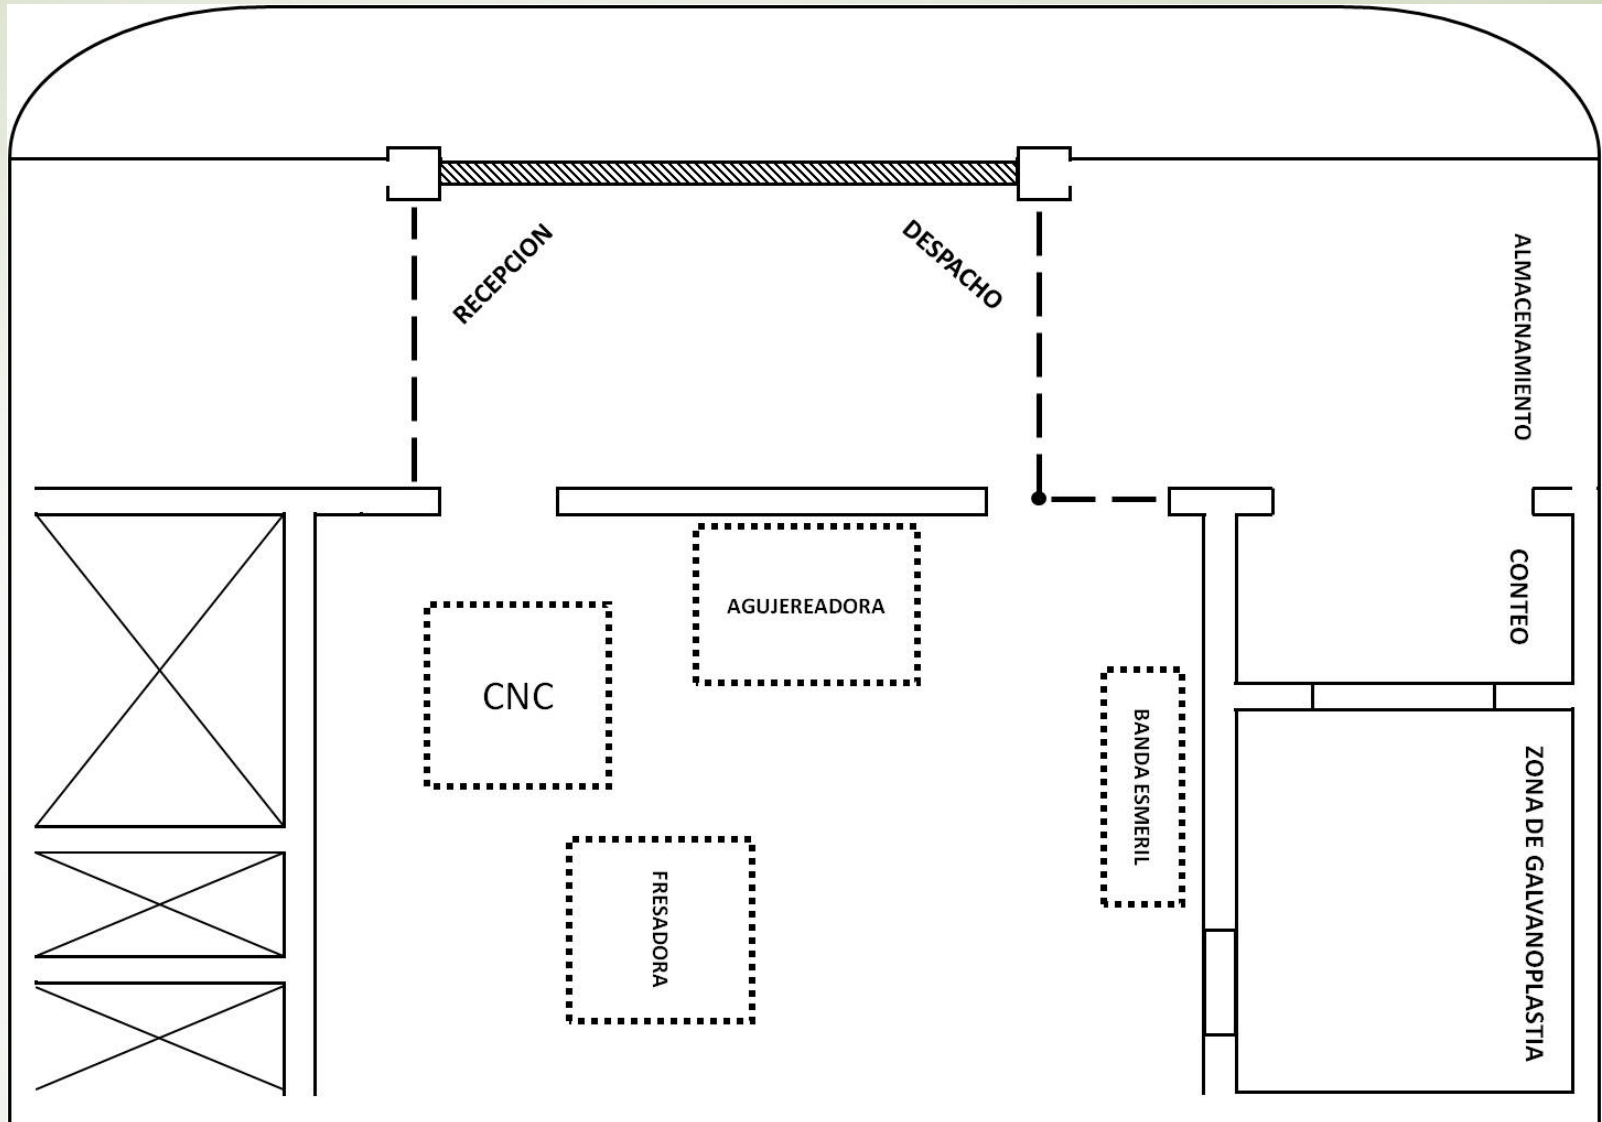 RECEPCION
DESPACHO
ALMACENAMIENTO
AGUJEREADORA
CONTEO
CNC
BANDA ESMERIL
ZONA DE GALVANOPLASTIA
FRESADORA